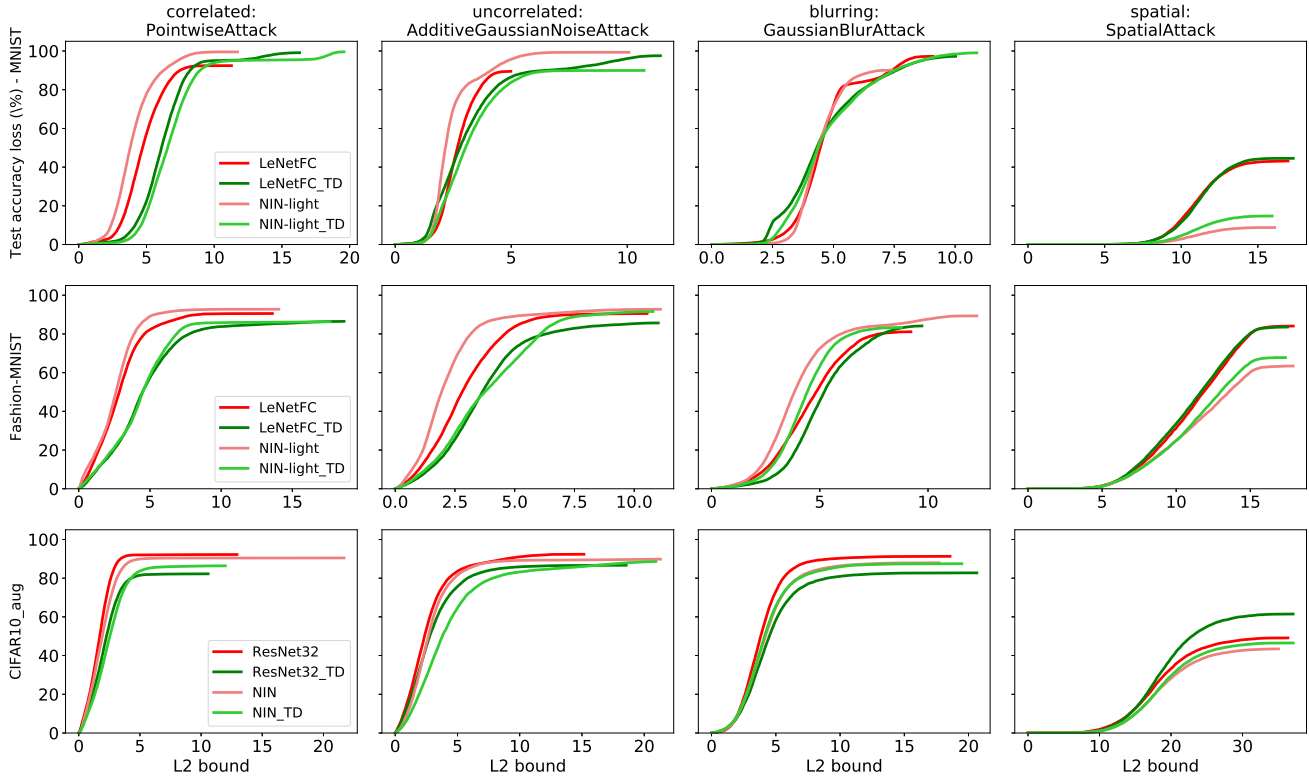 correlated:
PointwiseAttack
uncorrelated:
AdditiveGaussianNoiseAttack
blurring:
GaussianBlurAttack
spatial:
SpatialAttack
Test accuracy loss (\%) - MNIST
100
80
60
40
20
0
LeNetFC
LeNetFC_TD
NIN-light
NIN-light_TD
0 5 10 15 20
0 5 10
0.0 2.5 5.0 7.5 10.0
0 5 10 15
Fashion-MNIST
100
80
60
40
20
0
LeNetFC
LeNetFC_TD
NIN-light
NIN-light_TD
0 5 10 15
0.0 2.5 5.0 7.5 10.0
0 5 10
0 5 10 15
CIFAR10_aug
100
80
60
40
20
0
ResNet32
ResNet32_TD
NIN
NIN_TD
0 5 10 15 20
0 5 10 15 20
0 5 10 15 20
0 10 20 30
L2 bound
L2 bound
L2 bound
L2 bound